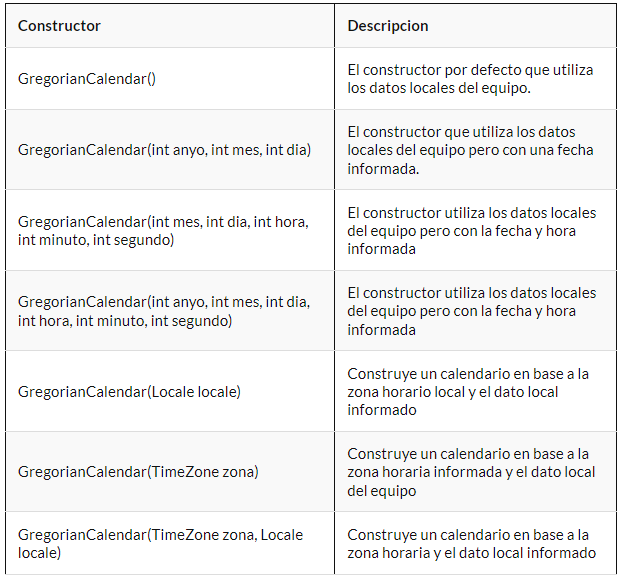 Constructor
Descripcion
GregorianCalendar()
El constructor por defecto que utiliza
los datos locales del equipo.
GregorianCalendar(int anyo, int mes, int dia)
El constructor que utiliza los datos
locales del equipo pero con una fecha
informada.
GregorianCalendar(int mes, int dia, int hora,
int minuto, int segundo)
El constructor utiliza los datos locales
del equipo pero con la fecha y hora
informada
GregorianCalendar(int anyo, int mes, int dia,
int hora, int minuto, int segundo)
El constructor utiliza los datos locales
del equipo pero con la fecha y hora
informada
GregorianCalendar(Locale locale)
Construye un calendario en base a la
zona horario local y el dato local
informado
GregorianCalendar(TimeZone zona)
Construye un calendario en base a la
zona horaria informada y el dato local
del equipo
GregorianCalendar(TimeZone zona, Locale
locale)
Construye un calendario en base a la
zona horaria y el dato local informado